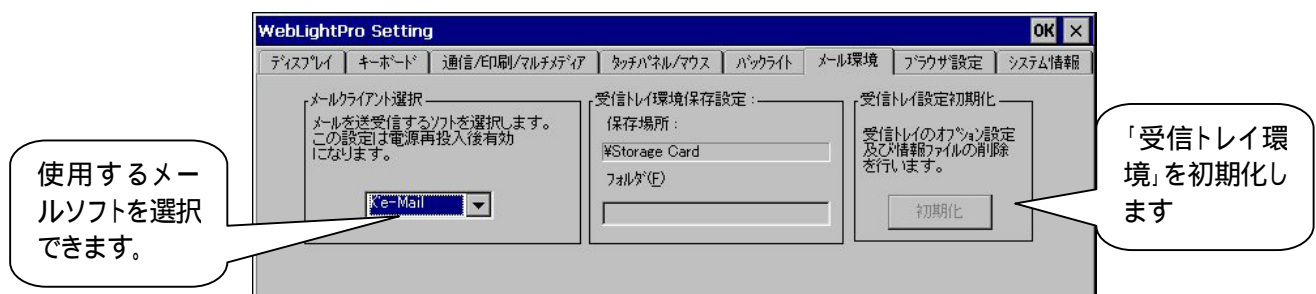 WebLightPro Setting
OK ×
ディスプレイ キーボード 通信/印刷/マルチメディア タッチパネル/マウス バックライト メール環境 ブラウザ設定 システム情報
メールクライアント選択
メールを送受信するソフトを選択します。
この設定は電源再投入後有効
になります。
K'e-Mail
受信トレイ環境保存設定:
保存場所:
¥Storage Card
フォルダ(F)
受信トレイ設定初期化
受信トレイのオプション設定
及び情報ファイルの削除
を行います。
初期化
使用するメー
ルソフトを選択
できます。
「受信トレイ環
境」を初期化し
ます